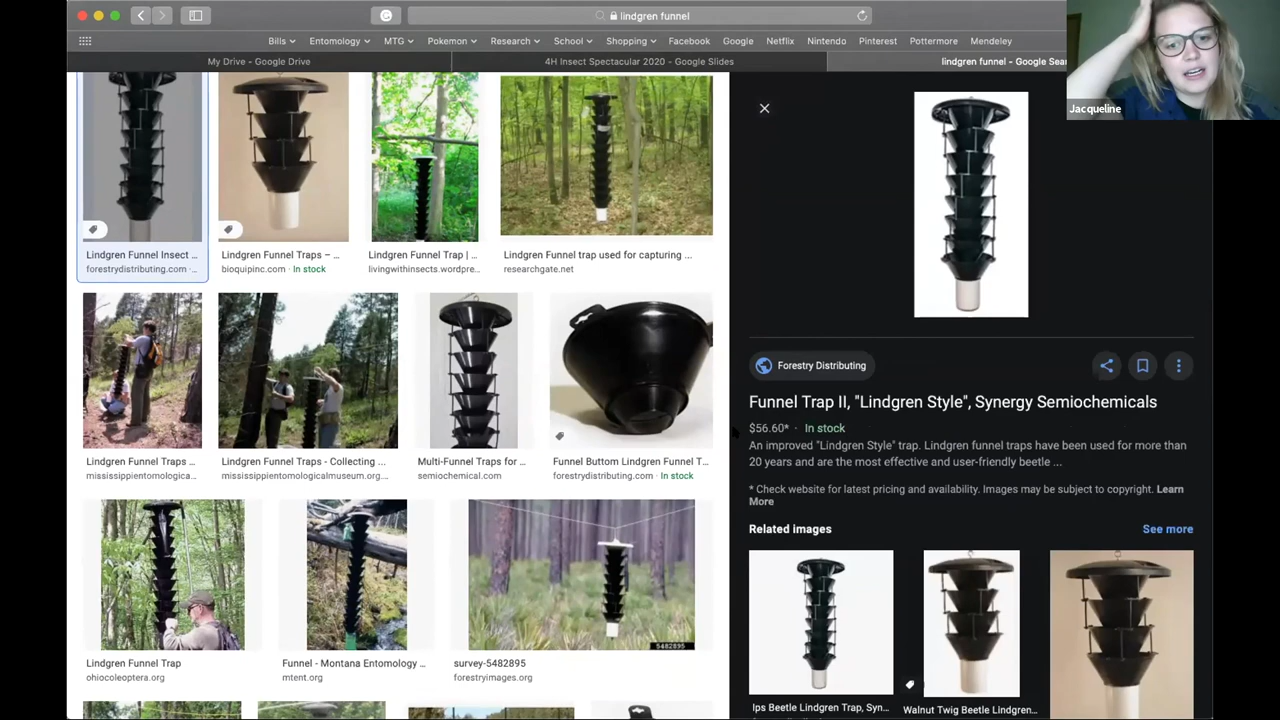 lindgren funnel
Bills Entomology MTG Pokemon Research School Shopping Facebook Google Netflix Nintendo Pinterest Pottermore Mendeley
My Drive - Google Drive
4H Insect Spectacular 2020 - Google Slides
lindgren funnel - Google Sea
Jacqueline
Lindgren Funnel Insect ...
forestrydistributing.com · ...
Lindgren Funnel Traps – ...
bioquipinc.com · In stock
Lindgren Funnel Trap | ...
livingwithinsects.wordpre...
Lindgren Funnel trap used for capturing ...
researchgate.net
Lindgren Funnel Traps ...
mississippientomologica...
Lindgren Funnel Traps - Collecting ...
mississippientomologicalmuseum.org....
Multi-Funnel Traps for ...
semiochemical.com
Funnel Buttom Lindgren Funnel T...
forestrydistributing.com · In stock
Lindgren Funnel Trap
ohiocoleoptera.org
Funnel - Montana Entomology ...
mtent.org
5482895
survey-5482895
forestryimages.org
Forestry Distributing
Funnel Trap II, "Lindgren Style", Synergy Semiochemicals
$56.60* · In stock
An improved "Lindgren Style" trap. Lindgren funnel traps have been used for more than
20 years and are the most effective and user-friendly beetle ...
* Check website for latest pricing and availability. Images may be subject to copyright. Learn
More
Related images
See more
Ips Beetle Lindgren Trap, Syn...
Walnut Twig Beetle Lindgren...